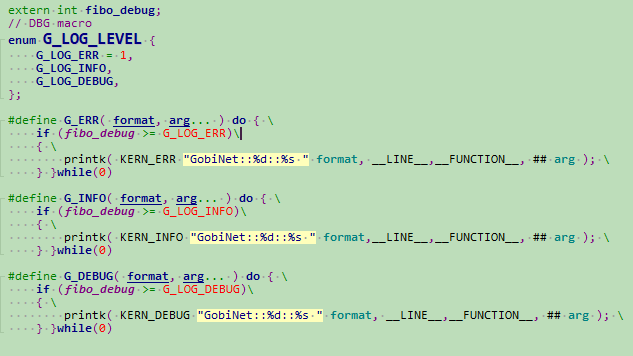 extern int fibo_debug;
// DBG macro
enum G_LOG_LEVEL {
    G_LOG_ERR = 1,
    G_LOG_INFO,
    G_LOG_DEBUG,
};
#define G_ERR( format, arg... ) do { \
    if (fibo_debug >= G_LOG_ERR)\
    { \
        printk( KERN_ERR "GobiNet::%d::%s " format, __LINE__,__FUNCTION__, ## arg ); \
    } }while(0)
#define G_INFO( format, arg... ) do { \
    if (fibo_debug >= G_LOG_INFO)\
    { \
        printk( KERN_INFO "GobiNet::%d::%s " format,__LINE__,__FUNCTION__, ## arg ); \
    } }while(0)
#define G_DEBUG( format, arg... ) do { \
    if (fibo_debug >= G_LOG_DEBUG)\
    { \
        printk( KERN_DEBUG "GobiNet::%d::%s " format, __LINE__,__FUNCTION__, ## arg ); \
    } }while(0)